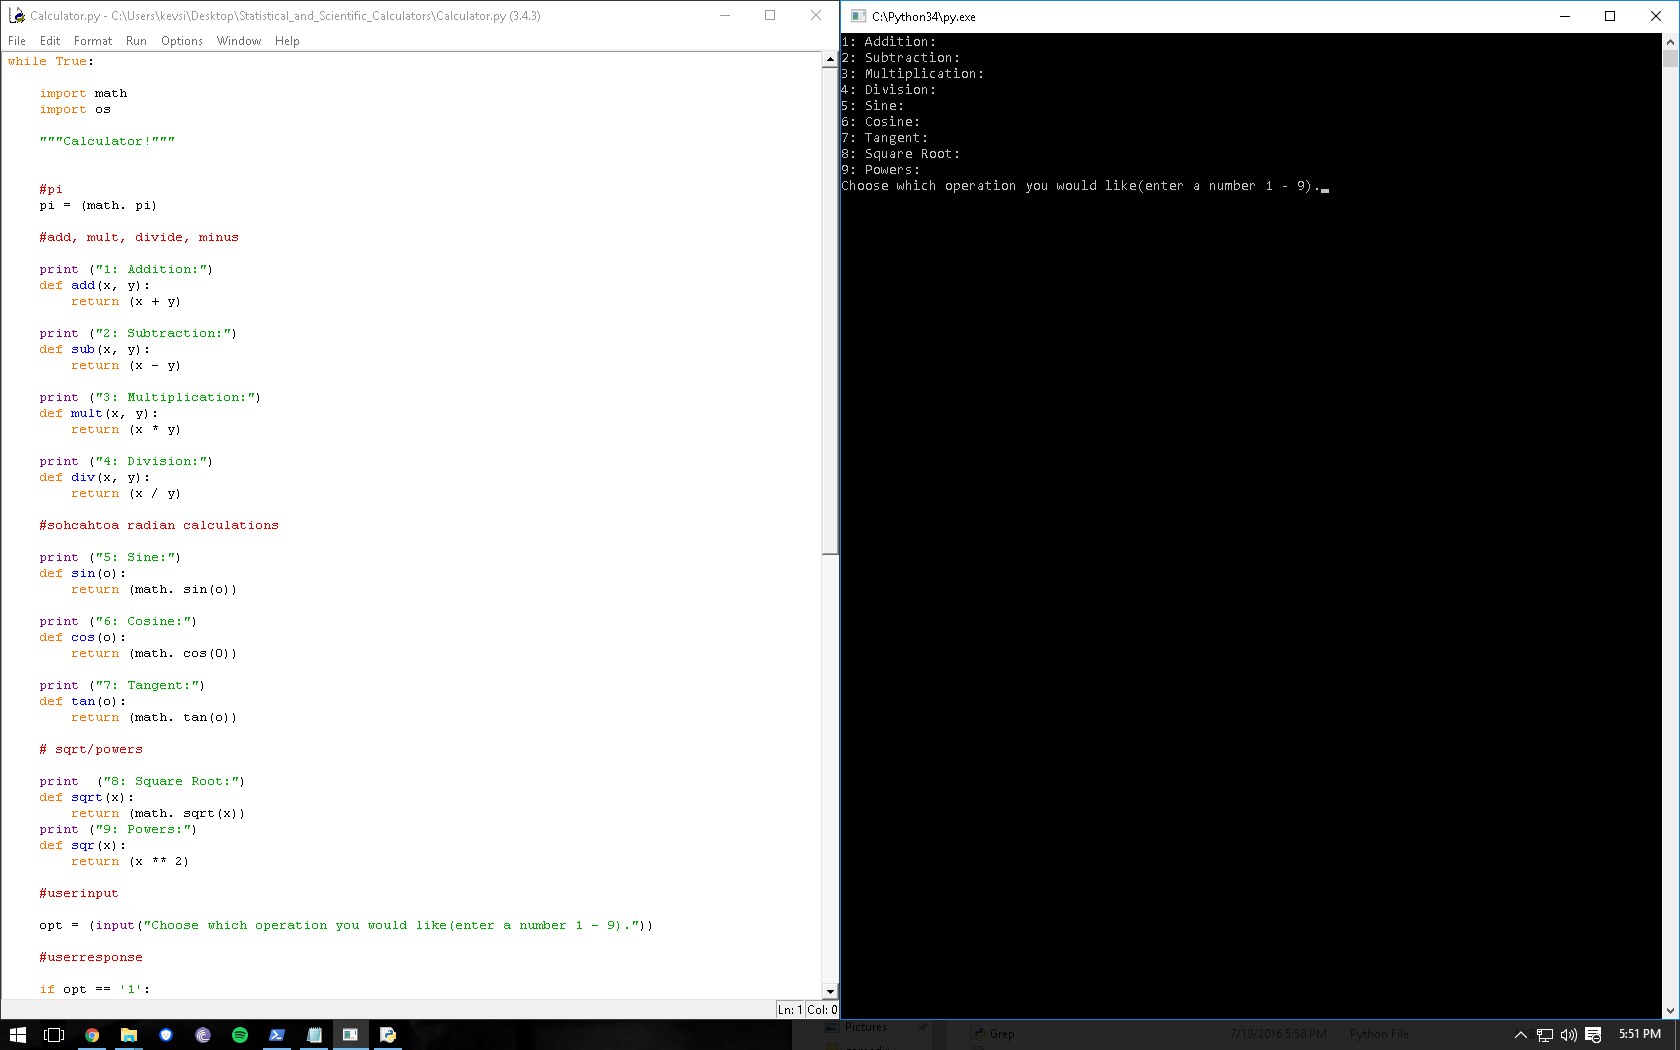 Calculator.py - C:\Users\kevsi\Desktop\Statistical_and_Scientific_Calculators\Calculator.py (3.4.3)
File Edit Format Run Options Window Help
while True:
    import math
    import os
    """Calculator!"""
    #pi
    pi = (math. pi)
    #add, mult, divide, minus
    print ("1: Addition:")
    def add(x, y):
        return (x + y)
    print ("2: Subtraction:")
    def sub(x, y):
        return (x - y)
    print ("3: Multiplication:")
    def mult(x, y):
        return (x * y)
    print ("4: Division:")
    def div(x, y):
        return (x / y)
    #sohcahtoa radian calculations
    print ("5: Sine:")
    def sin(o):
        return (math. sin(o))
    print ("6: Cosine:")
    def cos(o):
        return (math. cos(O))
    print ("7: Tangent:")
    def tan(o):
        return (math. tan(o))
    # sqrt/powers
    print  ("8: Square Root:")
    def sqrt(x):
        return (math. sqrt(x))
    print ("9: Powers:")
    def sqr(x):
        return (x ** 2)
    #userinput
    opt = (input("Choose which operation you would like(enter a number 1 - 9)."))
    #userresponse
    if opt == '1':
Ln: 1 Col: 0
C:\Python34\py.exe
1: Addition:
2: Subtraction:
3: Multiplication:
4: Division:
5: Sine:
6: Cosine:
7: Tangent:
8: Square Root:
9: Powers:
Choose which operation you would like(enter a number 1 - 9).
Pictures
Grep
7/19/2016 5:58 PM
Python File
5:51 PM